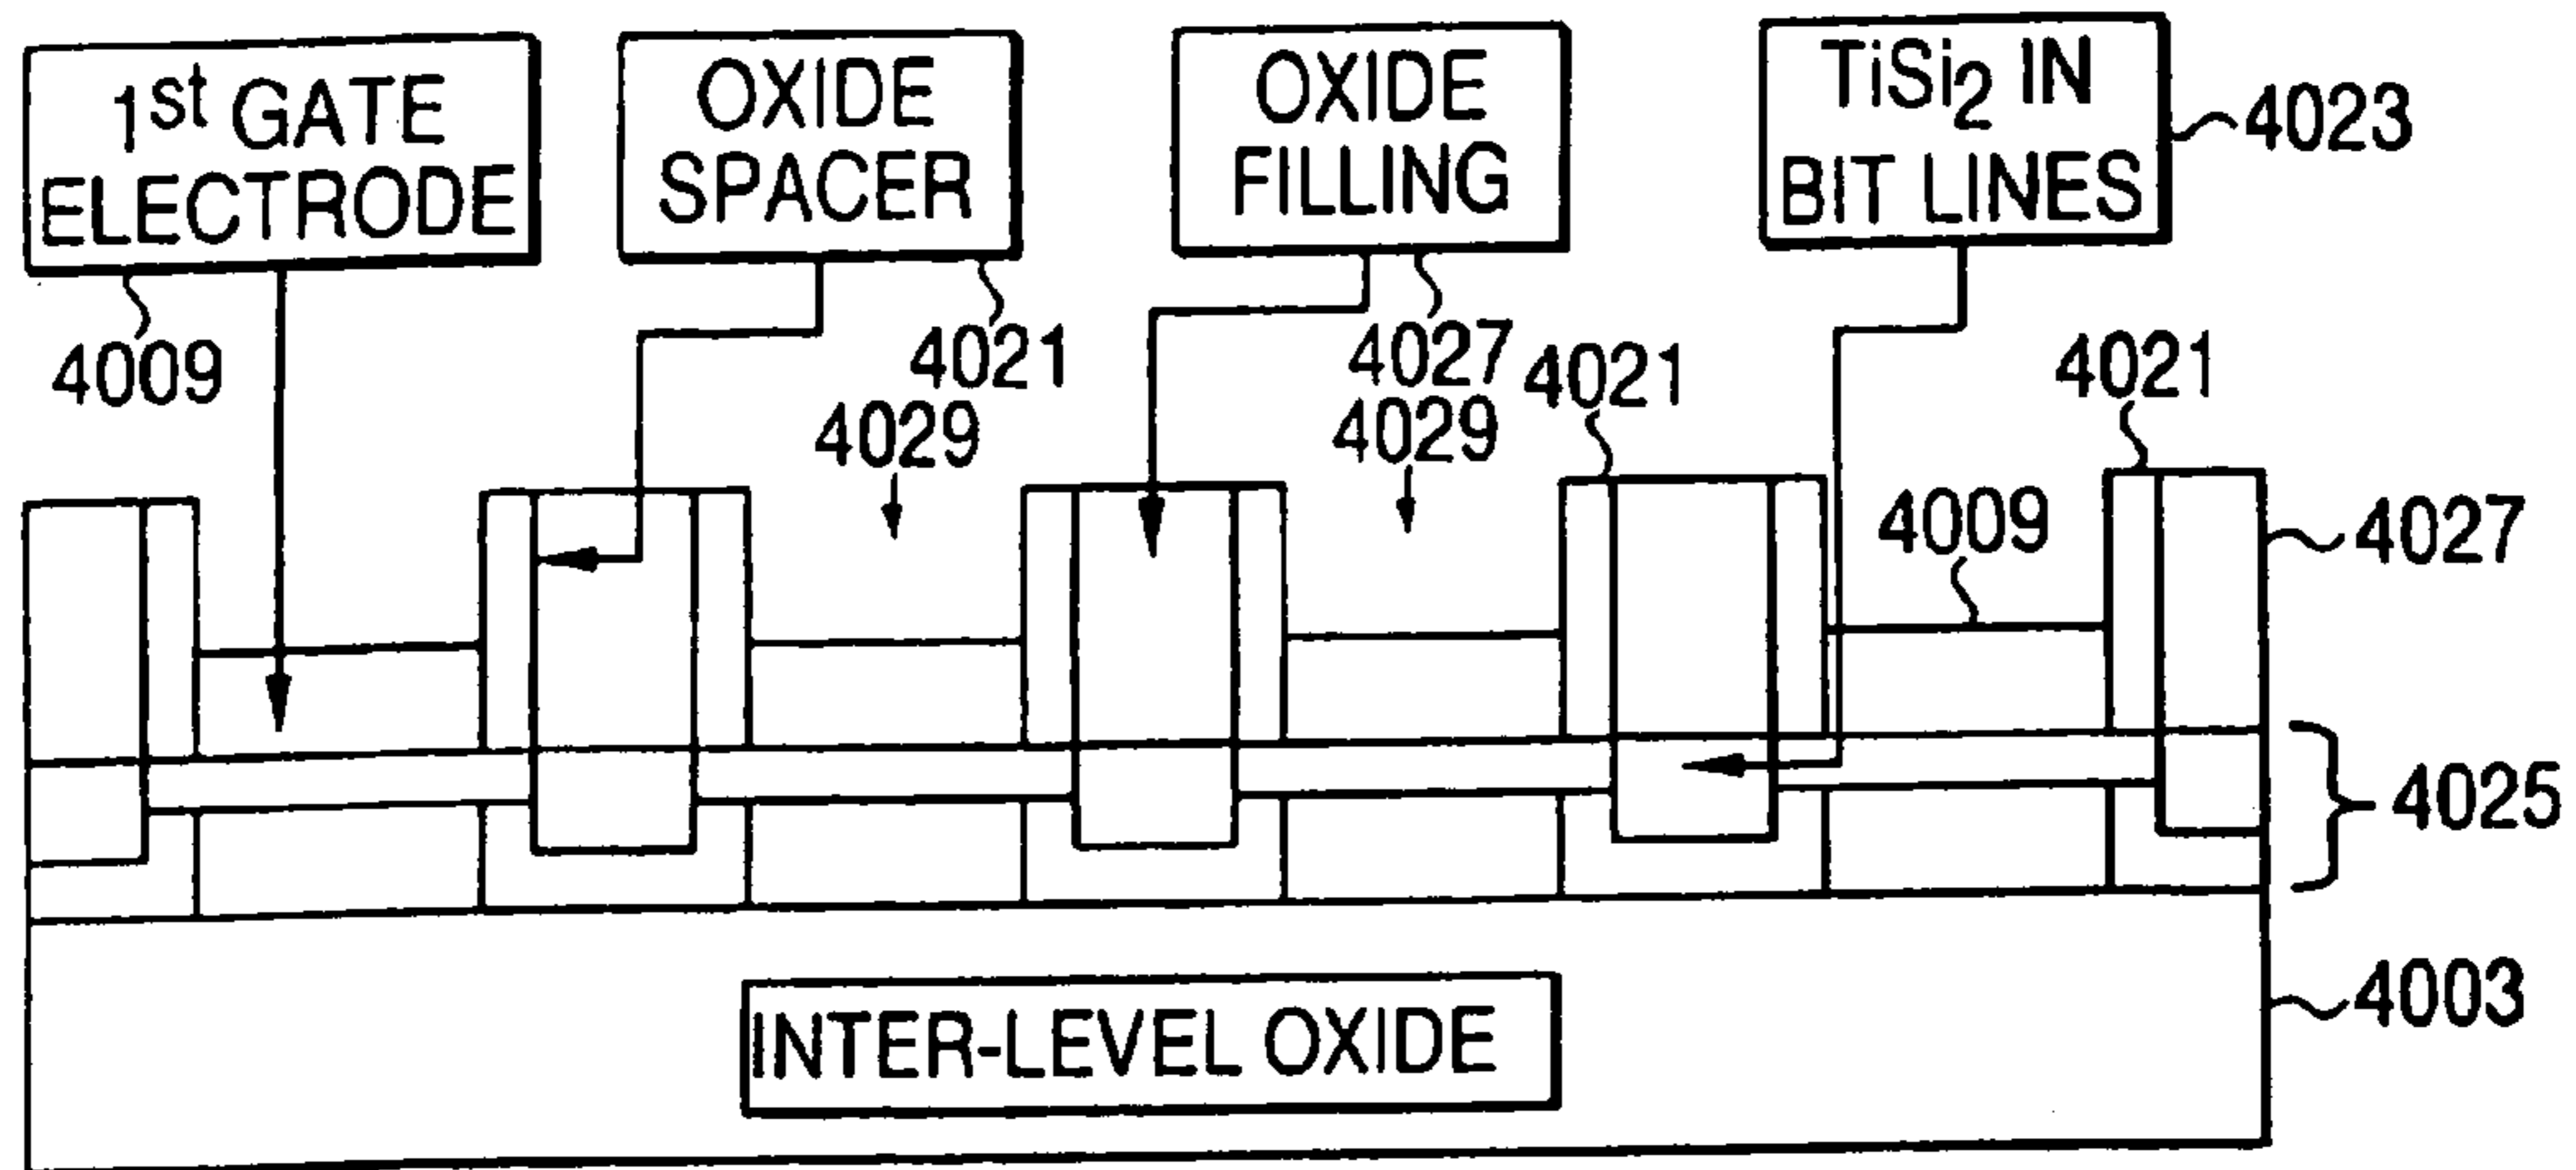 1st GATE
ELECTRODE
OXIDE
SPACER
OXIDE
FILLING
TiSi2 IN
BIT LINES
4023
4009
4021
4029
4027
4029
4021
4021
4009
4027
4025
4003
INTER-LEVEL OXIDE